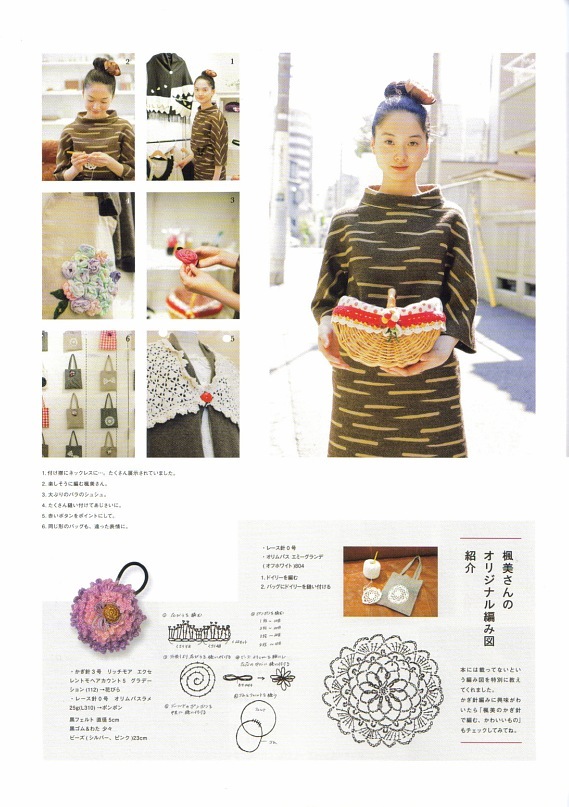 2
1
4
3
6
5
1. 付け襟にネックレスに…。たくさん展示されていました。
2. 楽しそうに編む楓美さん。
3. 大ぶりのバラのシュシュ。
4. たくさん縫い付けてあじさいに。
5. 赤いボタンをポイントにして。
6. 同じ形のバッグも、違った表情に。
楓美さんの
オリジナル編み図
紹介
本には載ってないとい
う編み図を特別に教え
てくれました。
かぎ針編みに興味がわ
いたら「楓美のかぎ針
で編む、かわいいもの」
もチェックしてみてね。
・レース針0号
・オリムパス エミーグランデ
(オフホワイト)804
1. ドイリーを編む
2. バッグにドイリーを縫い付ける
・かぎ針3号 リッチモア エクセ
レントモヘアカウント5 グラデー
ション(112)→花びら
・レース針0号 オリムパスラメ
25g(L310)→ボンボン
黒フェルト 直径5cm
黒ゴム&わた 少々
ビーズ(シルバー、ピンク)23cm